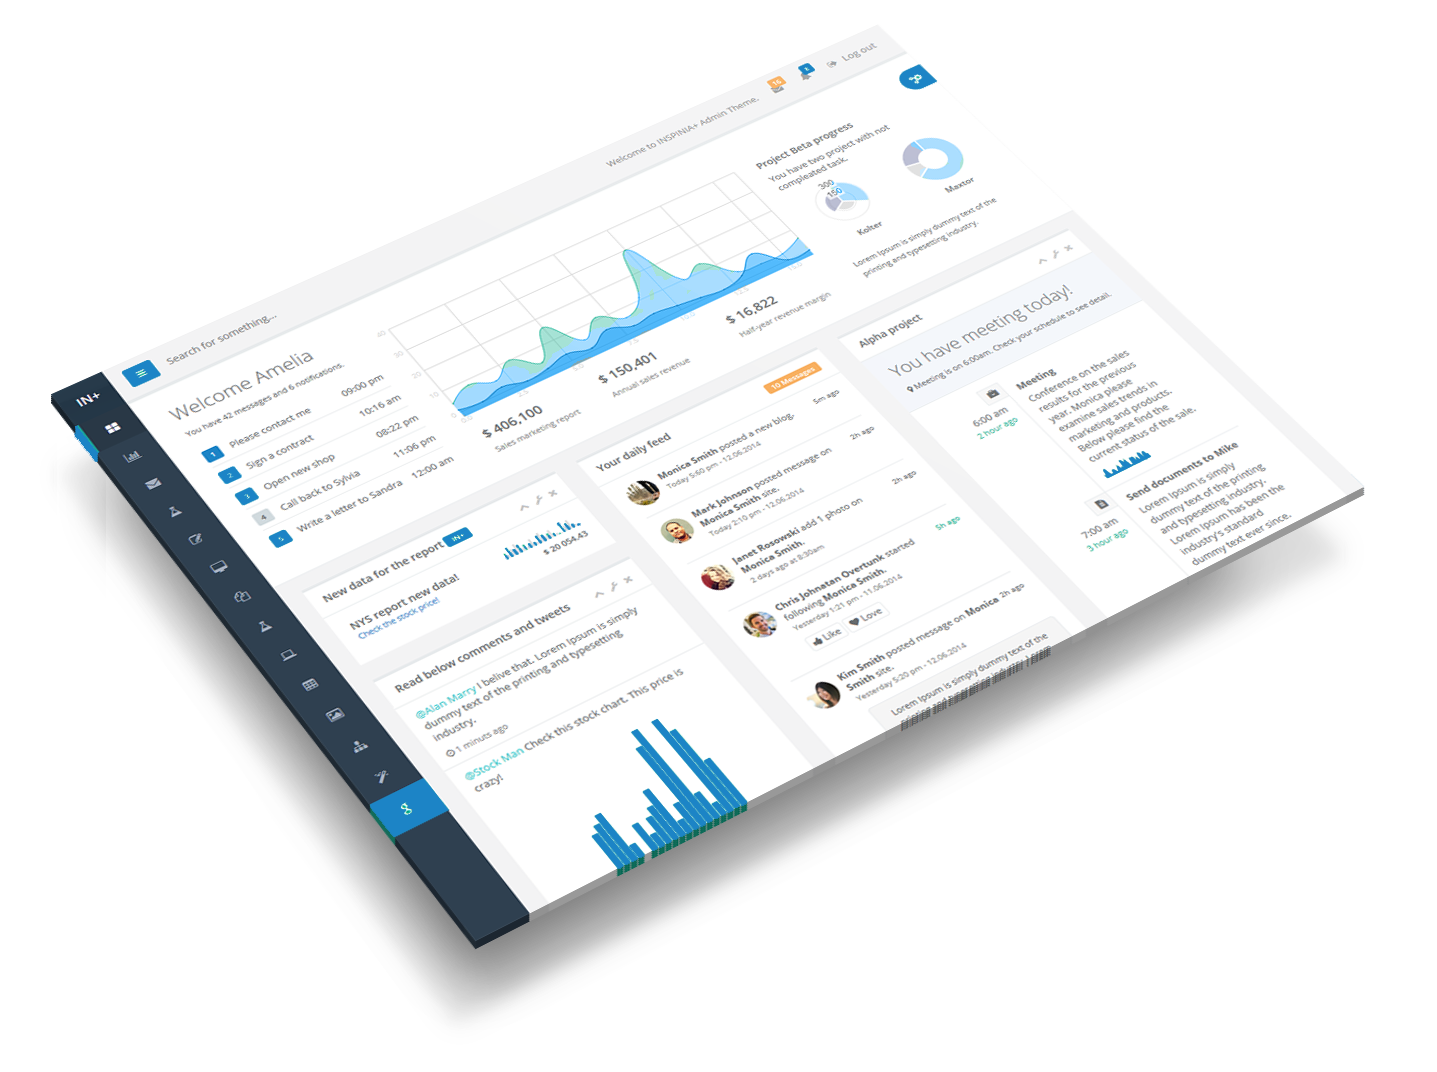 IN+
Search for something...
Welcome to INSPINIA+ Admin Theme.
16
Log out
Welcome Amelia
You have 42 messages and 6 notifications.
1 Please contact me 09:00 pm
2 Sign a contract 10:16 am
3 Open new shop 08:22 pm
4 Call back to Sylvia 11:06 pm
5 Write a letter to Sandra 12:00 am
40
30
20
10
0
$ 406,100
Sales marketing report
$ 150.401
Annual sales revenue
$ 16,822
Half-year revenue margin
Project Beta progress
You have two project with not
compleated task.
300
150
Kolter
Maxtor
Lorem Ipsum is simply dummy text of the
printing and typesetting industry.
New data for the report IN+
NYS report new data!
Check the stock price!
$ 20 054.43
Read below comments and tweets
@Alan Marry I belive that. Lorem Ipsum is simply
dummy text of the printing and typesetting
industry.
1 minuts ago
@Stock Man Check this stock chart. This price is
crazy!
Your daily feed
10 Messages
Monica Smith posted a new blog.
5m ago
Today 5:60 pm - 12.06.2014
Mark Johnson posted message on
Monica Smith site.
2h ago
Today 2:10 pm - 12.06.2014
Janet Rosowski add 1 photo on
Monica Smith.
2h ago
2 days ago at 8:30am
Chris Johnatan Overtunk started
following Monica Smith.
5h ago
Yesterday 1:21 pm - 11.06.2014
Like
Love
Kim Smith posted message on Monica
Smith site.
2h ago
Yesterday 5:20 pm - 12.06.2014
Lorem Ipsum is simply dummy text of the
Alpha project
You have meeting today!
Meeting is on 6:00am. Check your schedule to see detail.
6:00 am
2 hour ago
Meeting
Conference on the sales
results for the previous
year. Monica please
examine sales trends in
marketing and products.
Below please find the
current status of the sale.
7:00 am
3 hour ago
Send documents to Mike
Lorem Ipsum is simply
dummy text of the printing
and typesetting industry.
Lorem Ipsum has been the
industry's standard
dummy text ever since.